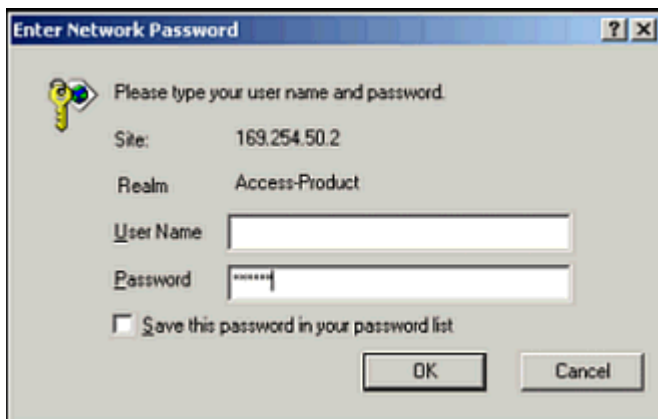 Enter Network Password
Please type your user name and password.
Site: 169.254.50.2
Realm Access-Product
User Name
Password ******
Save this password in your password list
OK Cancel